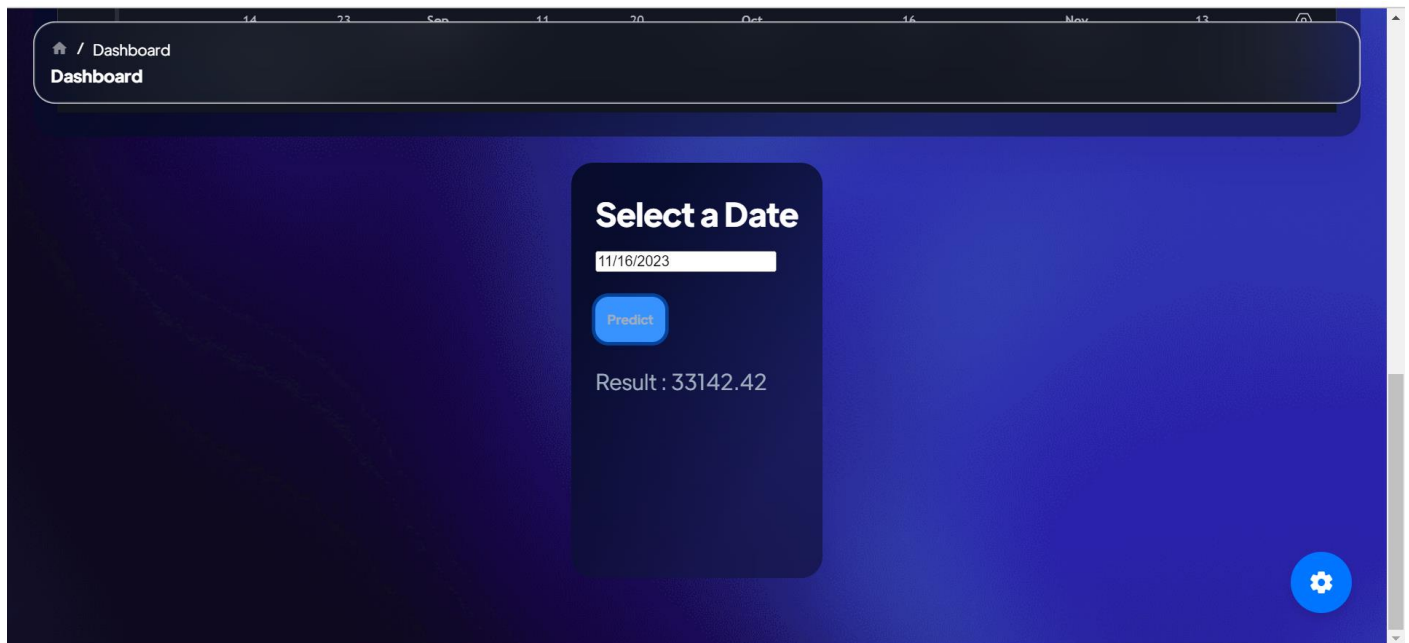 14 23 Sep 11 20 Oct 16 Nov 13
/ Dashboard
Dashboard
Select a Date
11/16/2023
Predict
Result : 33142.42